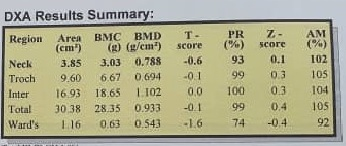 DXA Results Summary:
Region Area BMC BMD T- PR Z- AM
(cm²) (g) (g/cm²) score (%) score (%)
Neck 3.85 3.03 0.788 -0.6 93 0.1 102
Troch 9.60 6.67 0.694 -0.1 99 0.3 105
Inter 16.93 18.65 1.102 0.0 100 0.3 104
Total 30.38 28.35 0.933 -0.1 99 0.4 105
Ward's 1.16 0.63 0.543 -1.6 74 -0.4 92